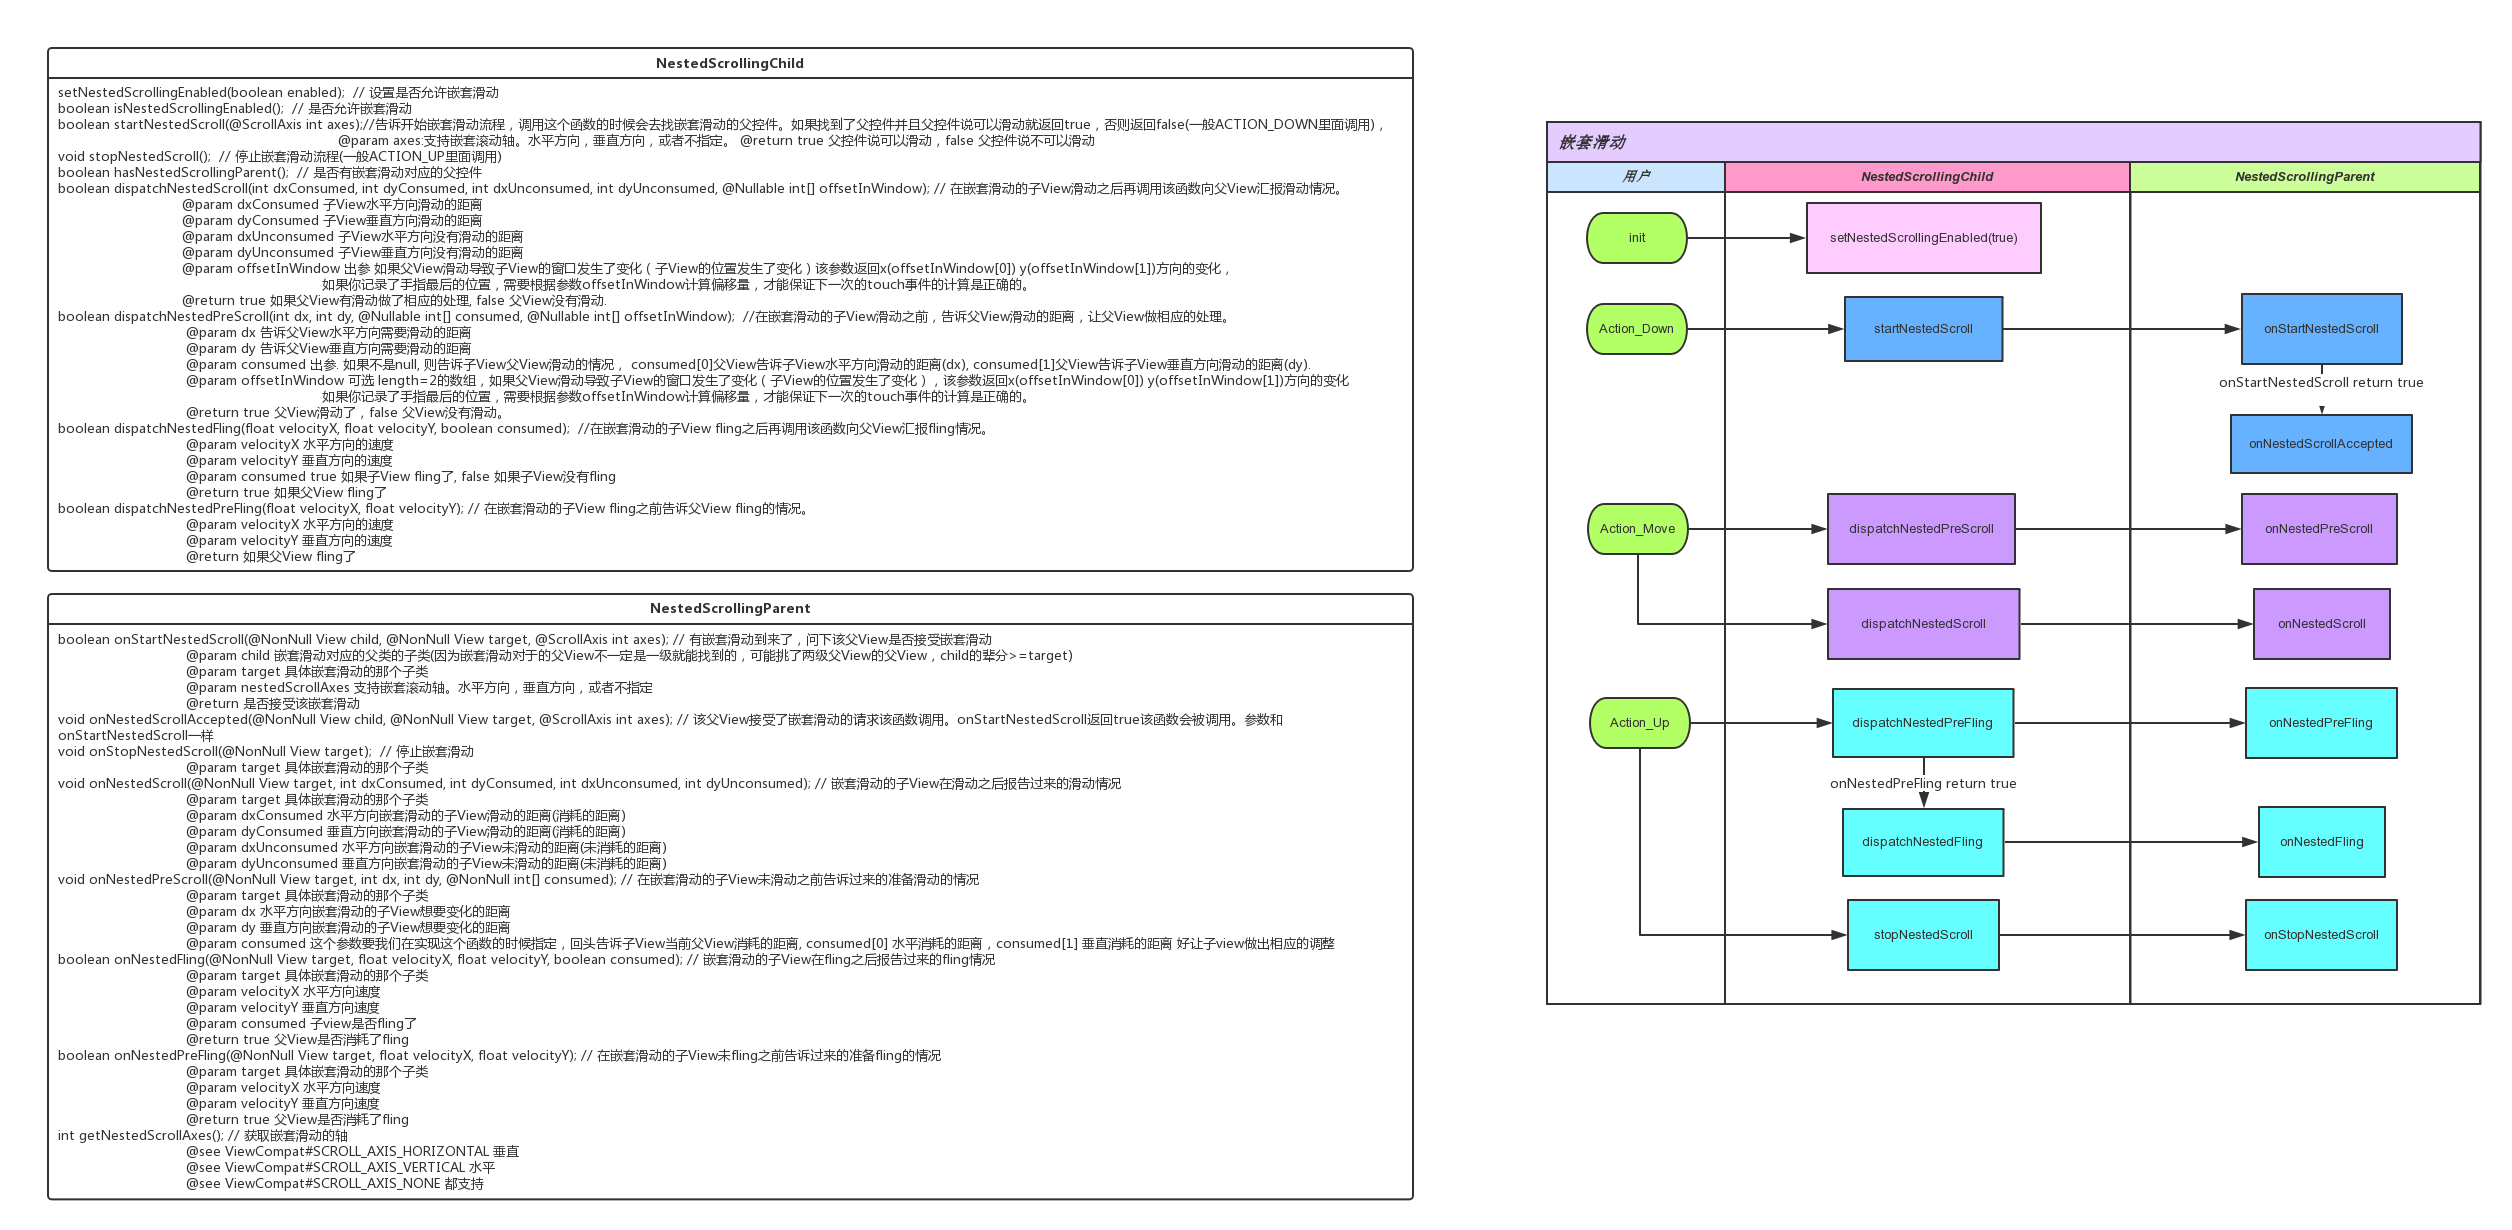 NestedScrollingChild
setNestedScrollingEnabled(boolean enabled);  // 设置是否允许嵌套滑动
boolean isNestedScrollingEnabled();  // 是否允许嵌套滑动
boolean startNestedScroll(@ScrollAxis int axes);//告诉开始嵌套滑动流程，调用这个函数的时候会去找嵌套滑动的父控件。如果找到了父控件并且父控件说可以滑动就返回true，否则返回false(一般ACTION_DOWN里面调用)，
@param axes:支持嵌套滚动轴。水平方向，垂直方向，或者不指定。 @return true 父控件说可以滑动，false 父控件说不可以滑动
void stopNestedScroll();  // 停止嵌套滑动流程(一般ACTION_UP里面调用)
boolean hasNestedScrollingParent();  // 是否有嵌套滑动对应的父控件
boolean dispatchNestedScroll(int dxConsumed, int dyConsumed, int dxUnconsumed, int dyUnconsumed, @Nullable int[] offsetInWindow); // 在嵌套滑动的子View滑动之后再调用该函数向父View汇报滑动情况。
@param dxConsumed 子View水平方向滑动的距离
@param dyConsumed 子View垂直方向滑动的距离
@param dxUnconsumed 子View水平方向没有滑动的距离
@param dyUnconsumed 子View垂直方向没有滑动的距离
@param offsetInWindow 出参 如果父View滑动导致子View的窗口发生了变化（子View的位置发生了变化）该参数返回x(offsetInWindow[0]) y(offsetInWindow[1])方向的变化，
如果你记录了手指最后的位置，需要根据参数offsetInWindow计算偏移量，才能保证下一次的touch事件的计算是正确的。
@return true 如果父View有滑动做了相应的处理, false 父View没有滑动.
boolean dispatchNestedPreScroll(int dx, int dy, @Nullable int[] consumed, @Nullable int[] offsetInWindow);  //在嵌套滑动的子View滑动之前，告诉父View滑动的距离，让父View做相应的处理。
@param dx 告诉父View水平方向需要滑动的距离
@param dy 告诉父View垂直方向需要滑动的距离
@param consumed 出参. 如果不是null, 则告诉子View父View滑动的情况， consumed[0]父View告诉子View水平方向滑动的距离(dx), consumed[1]父View告诉子View垂直方向滑动的距离(dy).
@param offsetInWindow 可选 length=2的数组，如果父View滑动导致子View的窗口发生了变化（子View的位置发生了变化），该参数返回x(offsetInWindow[0]) y(offsetInWindow[1])方向的变化
如果你记录了手指最后的位置，需要根据参数offsetInWindow计算偏移量，才能保证下一次的touch事件的计算是正确的。
@return true 父View滑动了，false 父View没有滑动。
boolean dispatchNestedFling(float velocityX, float velocityY, boolean consumed);  //在嵌套滑动的子View fling之后再调用该函数向父View汇报fling情况。
@param velocityX 水平方向的速度
@param velocityY 垂直方向的速度
@param consumed true 如果子View fling了, false 如果子View没有fling
@return true 如果父View fling了
boolean dispatchNestedPreFling(float velocityX, float velocityY); // 在嵌套滑动的子View fling之前告诉父View fling的情况。
@param velocityX 水平方向的速度
@param velocityY 垂直方向的速度
@return 如果父View fling了
NestedScrollingParent
boolean onStartNestedScroll(@NonNull View child, @NonNull View target, @ScrollAxis int axes); // 有嵌套滑动到来了，问下该父View是否接受嵌套滑动
@param child 嵌套滑动对应的父类的子类(因为嵌套滑动对于的父View不一定是一级就能找到的，可能挑了两级父View的父View，child的辈分>=target)
@param target 具体嵌套滑动的那个子类
@param nestedScrollAxes 支持嵌套滚动轴。水平方向，垂直方向，或者不指定
@return 是否接受该嵌套滑动
void onNestedScrollAccepted(@NonNull View child, @NonNull View target, @ScrollAxis int axes); // 该父View接受了嵌套滑动的请求该函数调用。onStartNestedScroll返回true该函数会被调用。参数和
onStartNestedScroll一样
void onStopNestedScroll(@NonNull View target);  // 停止嵌套滑动
@param target 具体嵌套滑动的那个子类
void onNestedScroll(@NonNull View target, int dxConsumed, int dyConsumed, int dxUnconsumed, int dyUnconsumed); // 嵌套滑动的子View在滑动之后报告过来的滑动情况
@param target 具体嵌套滑动的那个子类
@param dxConsumed 水平方向嵌套滑动的子View滑动的距离(消耗的距离)
@param dyConsumed 垂直方向嵌套滑动的子View滑动的距离(消耗的距离)
@param dxUnconsumed 水平方向嵌套滑动的子View未滑动的距离(未消耗的距离)
@param dyUnconsumed 垂直方向嵌套滑动的子View未滑动的距离(未消耗的距离)
void onNestedPreScroll(@NonNull View target, int dx, int dy, @NonNull int[] consumed); // 在嵌套滑动的子View未滑动之前告诉过来的准备滑动的情况
@param target 具体嵌套滑动的那个子类
@param dx 水平方向嵌套滑动的子View想要变化的距离
@param dy 垂直方向嵌套滑动的子View想要变化的距离
@param consumed 这个参数要我们在实现这个函数的时候指定，回头告诉子View当前父View消耗的距离, consumed[0] 水平消耗的距离，consumed[1] 垂直消耗的距离 好让子view做出相应的调整
boolean onNestedFling(@NonNull View target, float velocityX, float velocityY, boolean consumed); // 嵌套滑动的子View在fling之后报告过来的fling情况
@param target 具体嵌套滑动的那个子类
@param velocityX 水平方向速度
@param velocityY 垂直方向速度
@param consumed 子view是否fling了
@return true 父View是否消耗了fling
boolean onNestedPreFling(@NonNull View target, float velocityX, float velocityY); // 在嵌套滑动的子View未fling之前告诉过来的准备fling的情况
@param target 具体嵌套滑动的那个子类
@param velocityX 水平方向速度
@param velocityY 垂直方向速度
@return true 父View是否消耗了fling
int getNestedScrollAxes(); // 获取嵌套滑动的轴
@see ViewCompat#SCROLL_AXIS_HORIZONTAL 垂直
@see ViewCompat#SCROLL_AXIS_VERTICAL 水平
@see ViewCompat#SCROLL_AXIS_NONE 都支持
嵌套滑动
用户
NestedScrollingChild
NestedScrollingParent
init
setNestedScrollingEnabled(true)
Action_Down
startNestedScroll
onStartNestedScroll
onStartNestedScroll return true
onNestedScrollAccepted
Action_Move
dispatchNestedPreScroll
onNestedPreScroll
dispatchNestedScroll
onNestedScroll
Action_Up
dispatchNestedPreFling
onNestedPreFling
onNestedPreFling return true
dispatchNestedFling
onNestedFling
stopNestedScroll
onStopNestedScroll